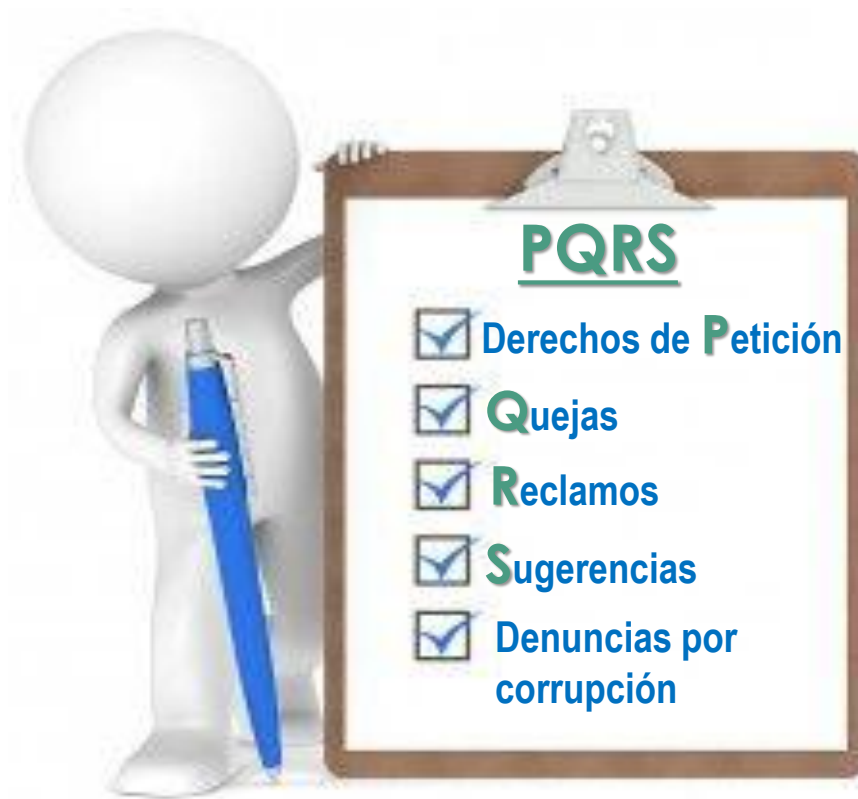 PQRS
Derechos de Petición
Quejas
Reclamos
Sugerencias
Denuncias por
corrupción